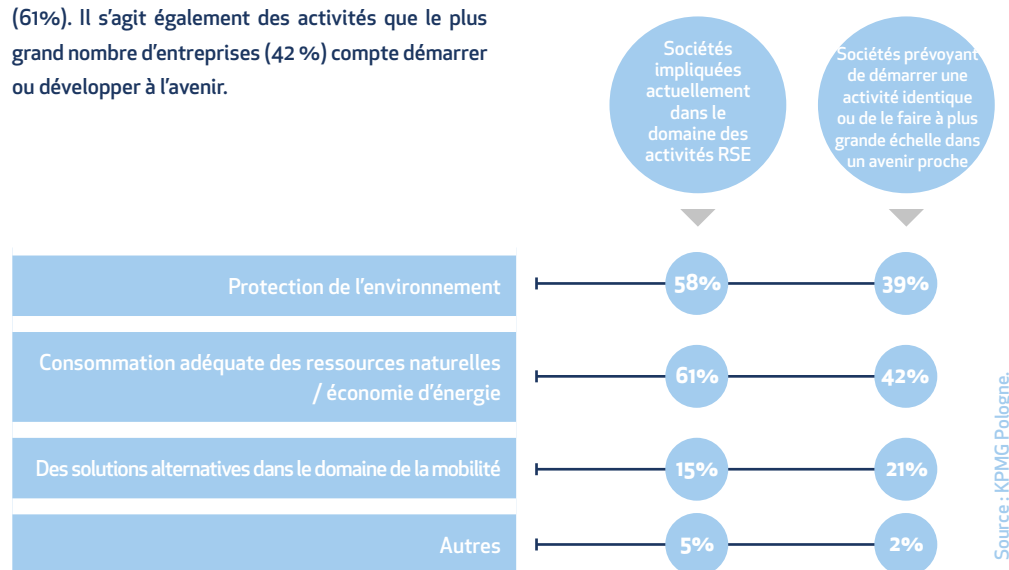 (61%). Il s’agit également des activités que le plus
grand nombre d’entreprises (42 %) compte démarrer
ou développer à l’avenir.
Sociétés
impliquées
actuellement
dans le
domaine des
activités RSE
Sociétés prévoyant
de démarrer une
activité identique
ou de le faire à plus
grande échelle dans
un avenir proche
Protection de l’environnement
58%
39%
Consommation adéquate des ressources naturelles
/ économie d’énergie
61%
42%
Des solutions alternatives dans le domaine de la mobilité
15%
21%
Autres
5%
2%
Source : KPMG Pologne.